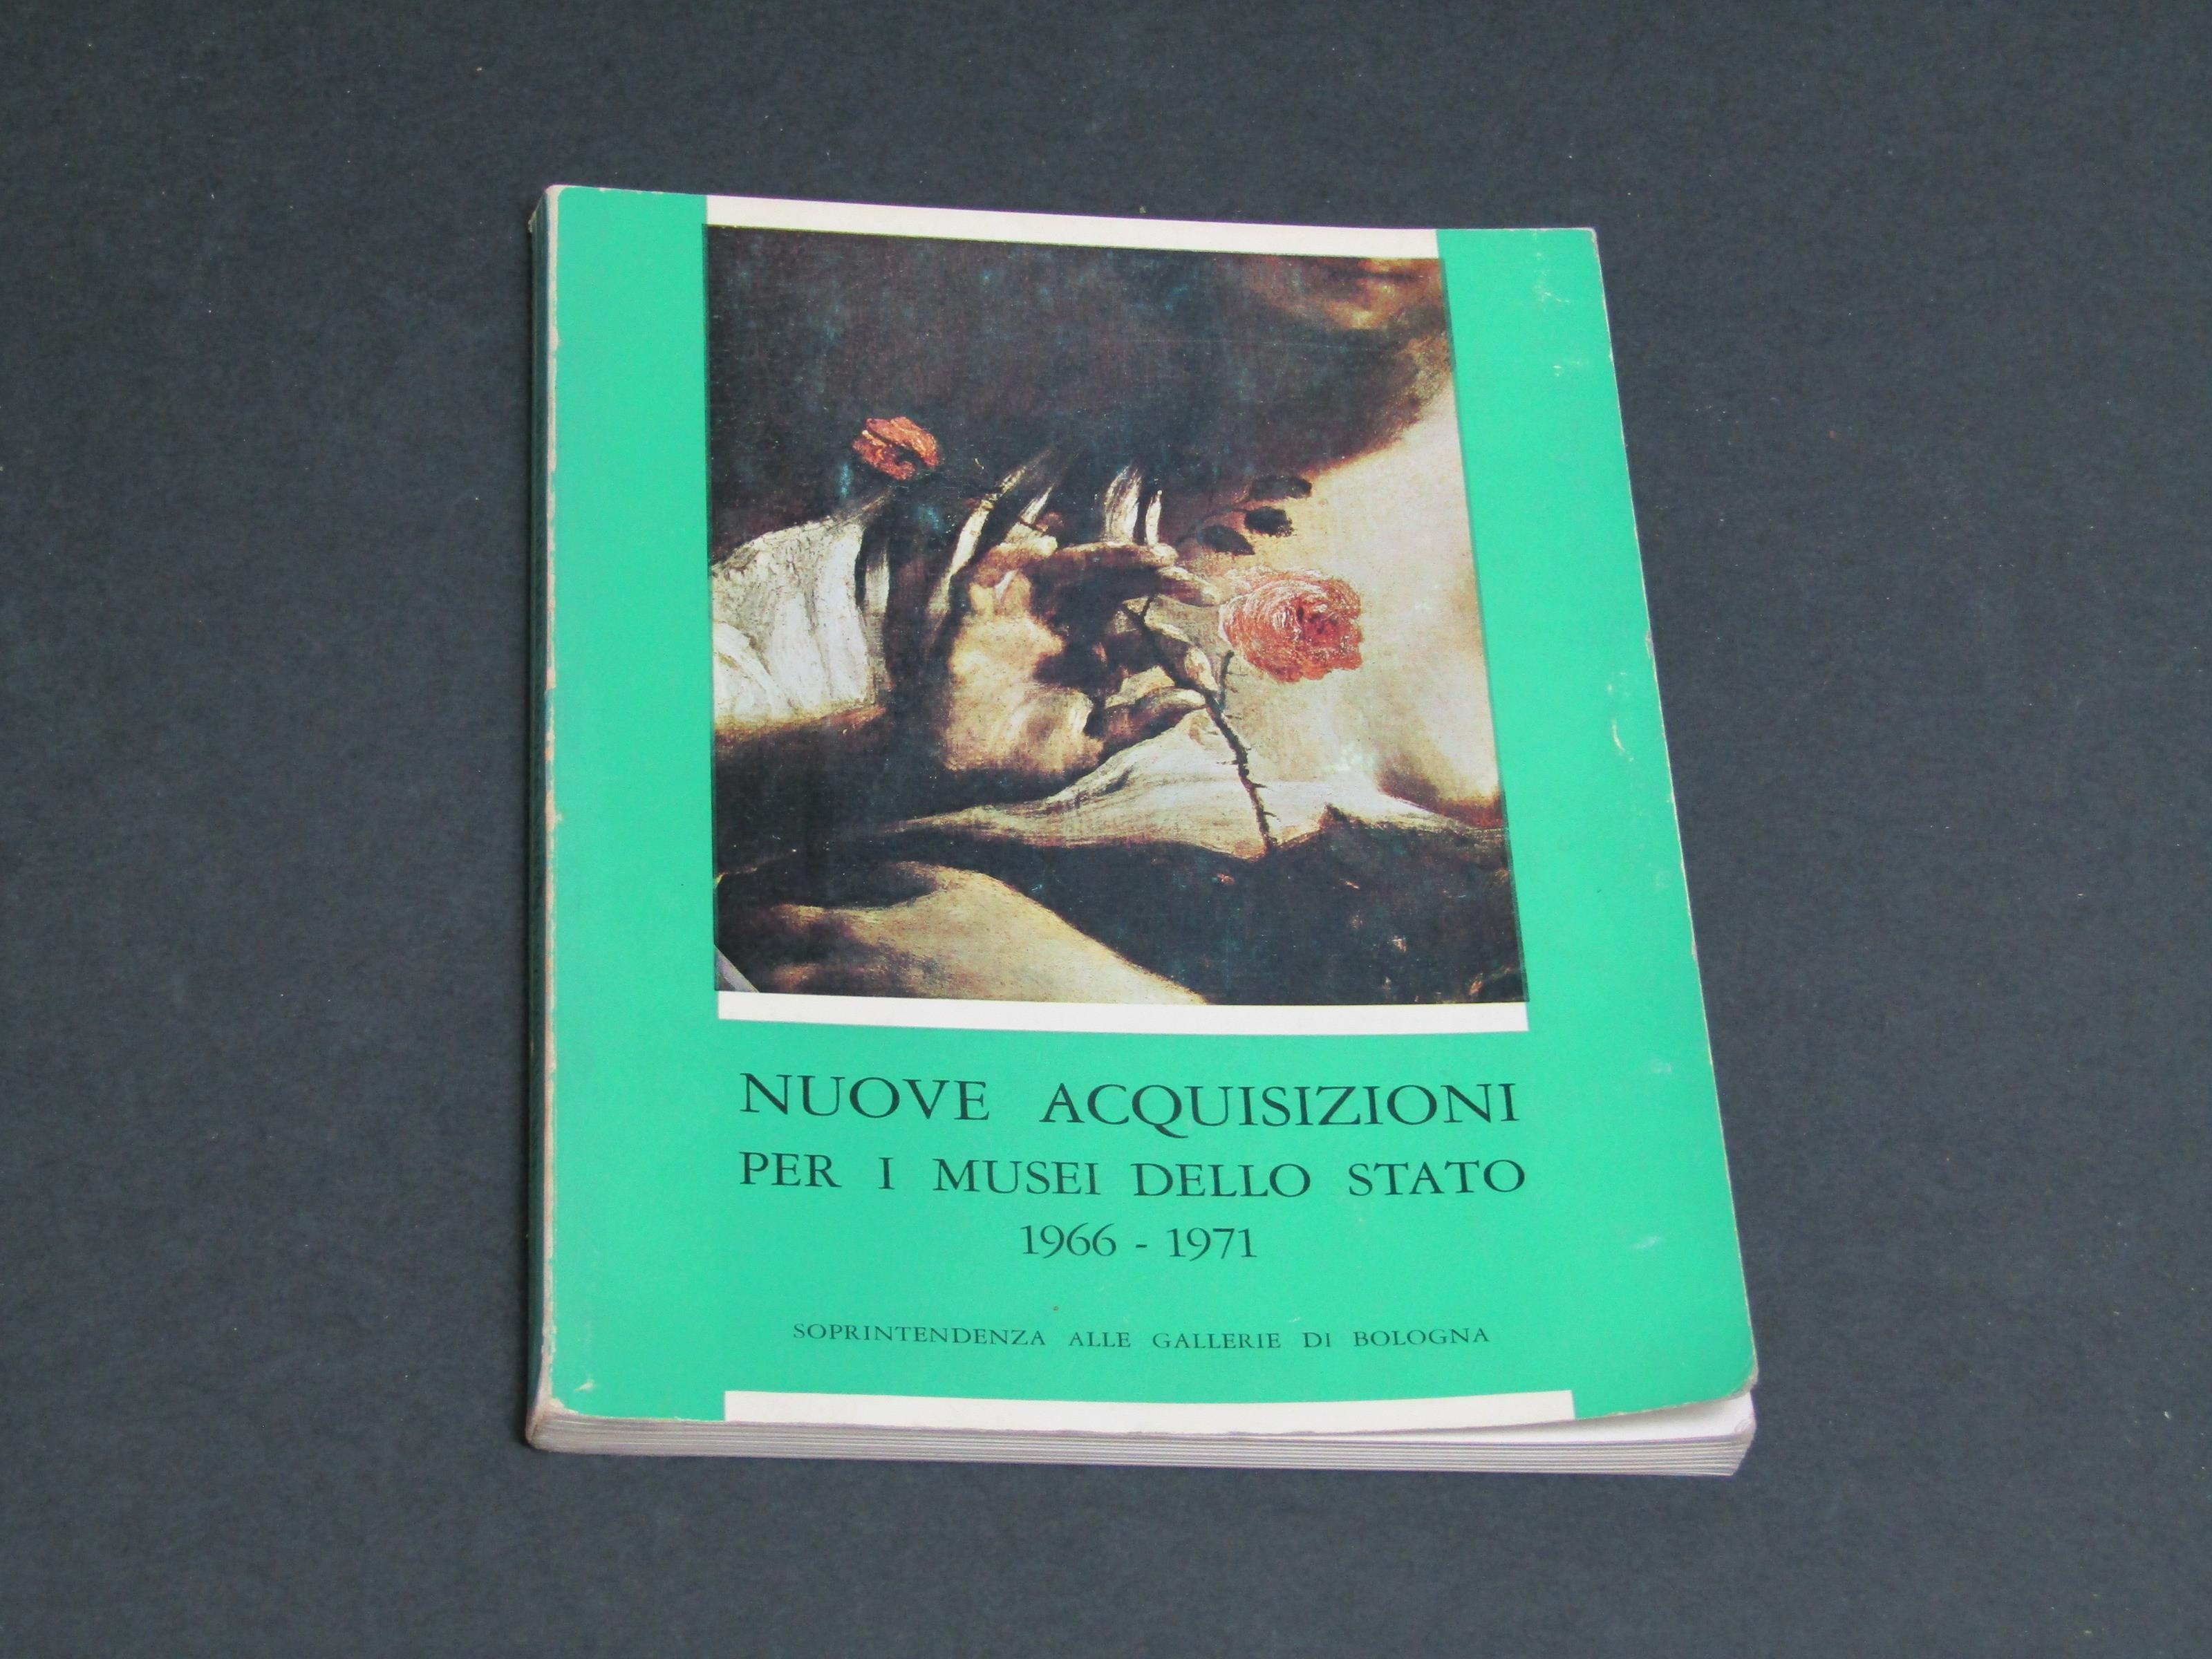 NUOVE ACQUISIZIONI
PER I MUSEI DELLO STATO
1966 - 1971
SOPRINTENDENZA ALLE GALLERIE DI BOLOGNA